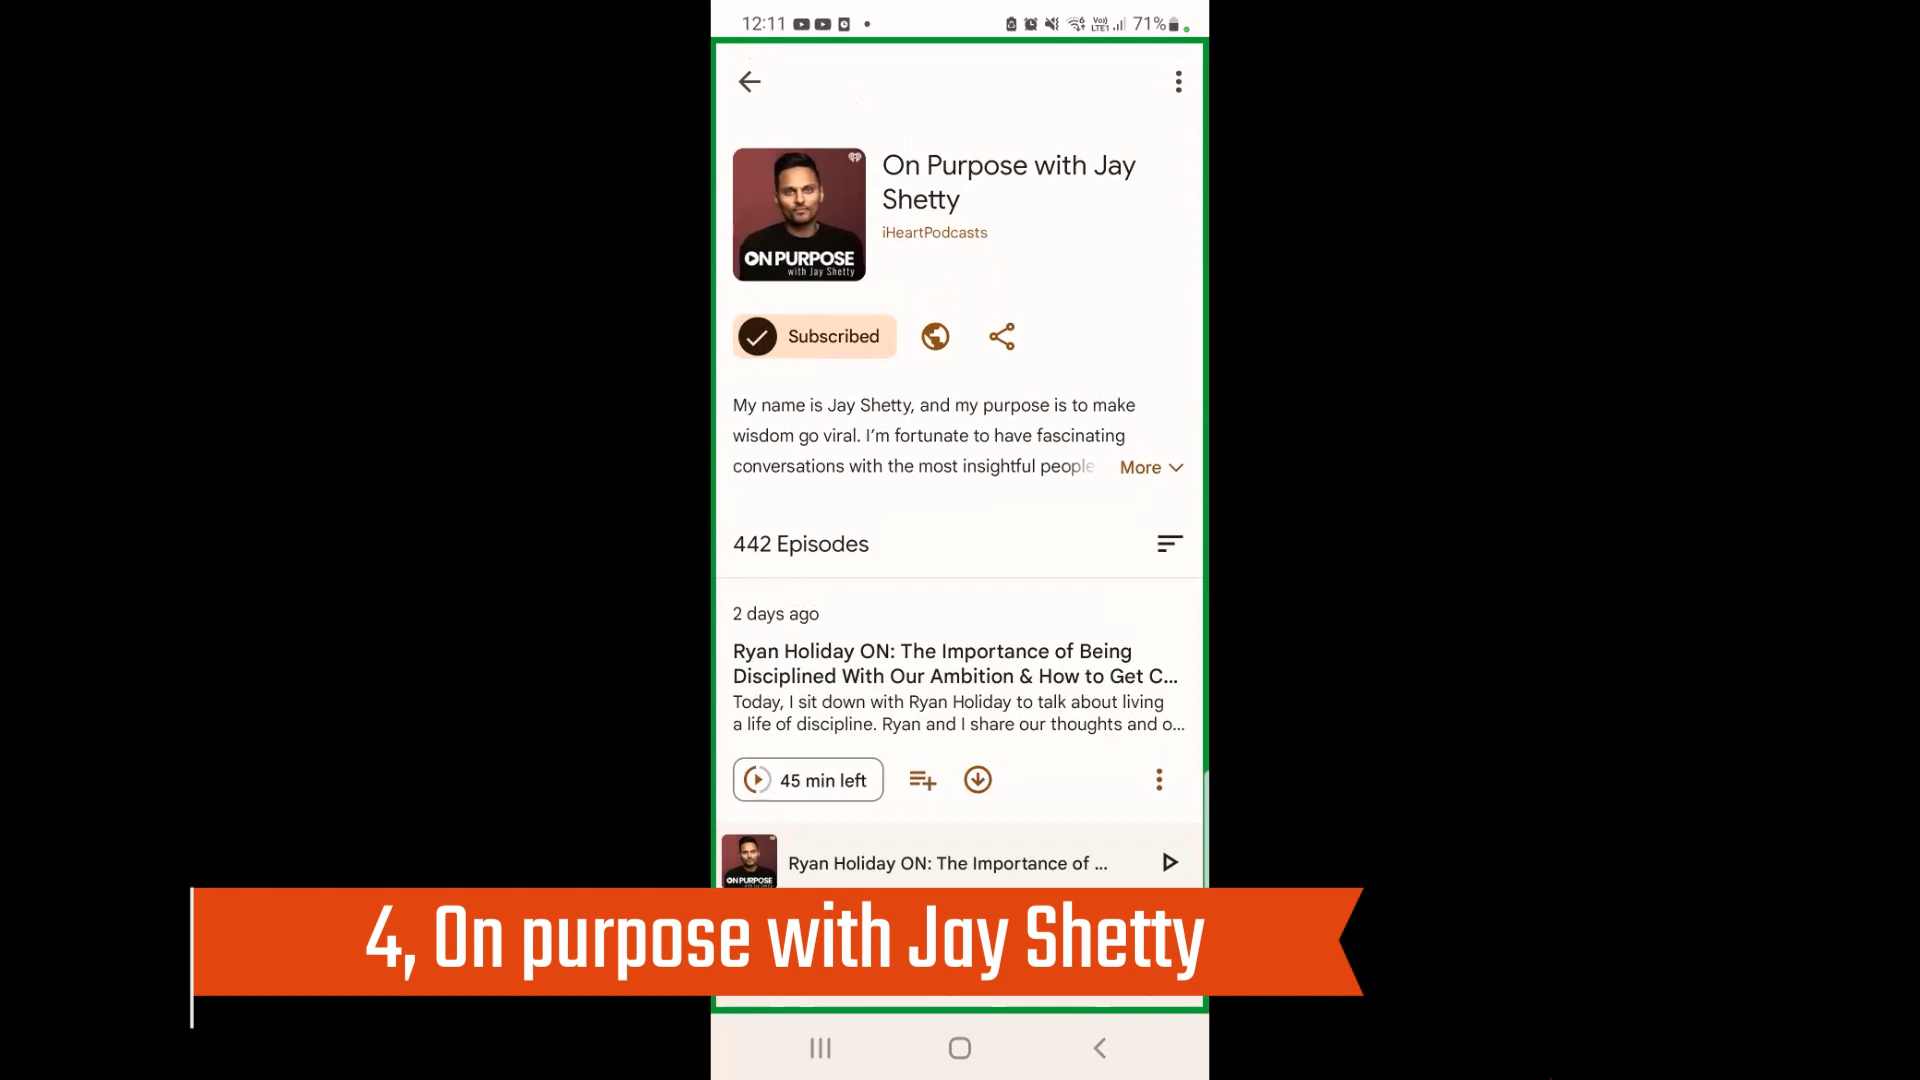 12:11
Vo))
LTE1
71%
On Purpose with Jay
Shetty
iHeartPodcasts
ON PURPOSE
with Jay Shetty
Subscribed
My name is Jay Shetty, and my purpose is to make
wisdom go viral. I’m fortunate to have fascinating
conversations with the most insightful people
More
442 Episodes
2 days ago
Ryan Holiday ON: The Importance of Being
Disciplined With Our Ambition & How to Get C...
Today, I sit down with Ryan Holiday to talk about living
a life of discipline. Ryan and I share our thoughts and o...
45 min left
ON PURPOSE
Ryan Holiday ON: The Importance of ...
4, On purpose with Jay Shetty